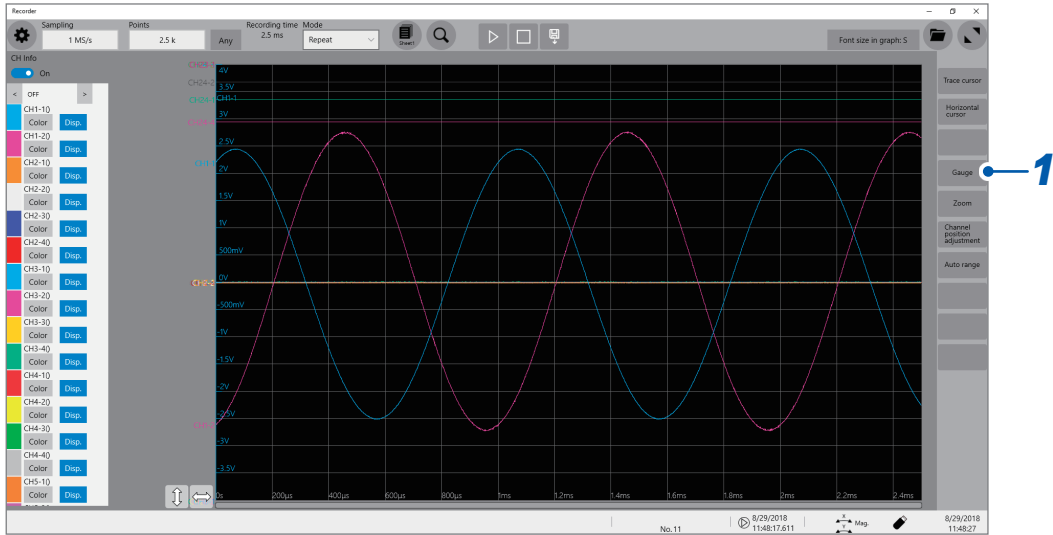 Recorder
Sampling Points Recording time Mode
1 MS/s 2.5 k Any 2.5 ms Repeat Sheet Font size in graph: S
CH Info
On
< OFF >
CH1-1()
Color Disp.
CH1-2()
Color Disp.
CH2-1()
Color Disp.
CH2-2()
Color Disp.
CH2-3()
Color Disp.
CH2-4()
Color Disp.
CH3-1()
Color Disp.
CH3-2()
Color Disp.
CH3-3()
Color Disp.
CH3-4()
Color Disp.
CH4-1()
Color Disp.
CH4-2()
Color Disp.
CH4-3()
Color Disp.
CH4-4()
Color Disp.
CH5-1()
Color Disp.
4V
CH24-2
3.5V
CH1-1
3V
2.5V
2V
1.5V
1V
500mV
0V
CH2-2
-500mV
-1V
-1.5V
-2V
-2.5V
-3V
-3.5V
0s 200μs 400μs 600μs 800μs 1ms 1.2ms 1.4ms 1.6ms 1.8ms 2ms 2.2ms 2.4ms
Trace cursor
Horizontal
cursor
Gauge
Zoom
Channel
position
adjustment
Auto range
1
No. 11
8/29/2018
11:48:17.611
X
Y
Mag.
8/29/2018
11:48:27